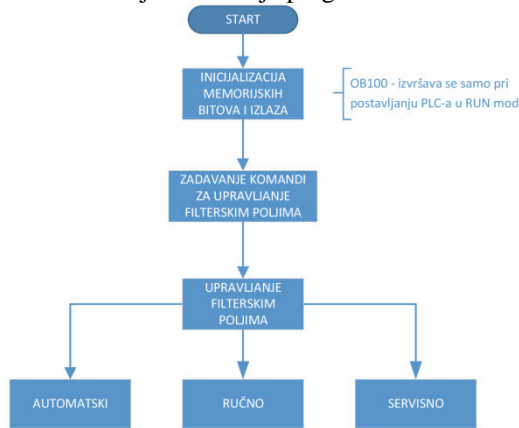 START
INICIJALIZACIJA
MEMORIJSKIH
BITOVA I IZLAZA
OB100 - izvršava se samo pri
postavljanju PLC-a u RUN mod
ZADAVANJE KOMANDI
ZA UPRAVLJANJE
FILTERSKIM POLJIMA
UPRAVLJANJE
FILTERSKIM
POLJIMA
AUTOMATSKI
RUČNO
SERVISNO